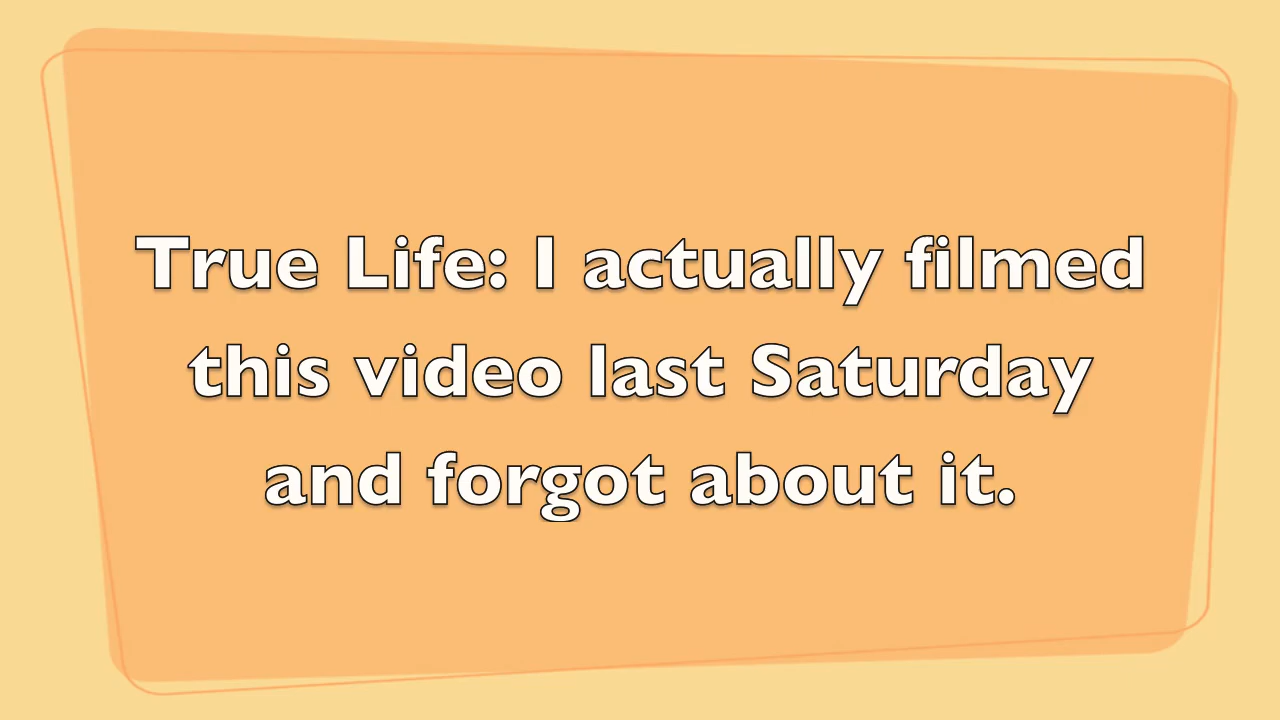 True Life: I actually filmed
this video last Saturday
and forgot about it.